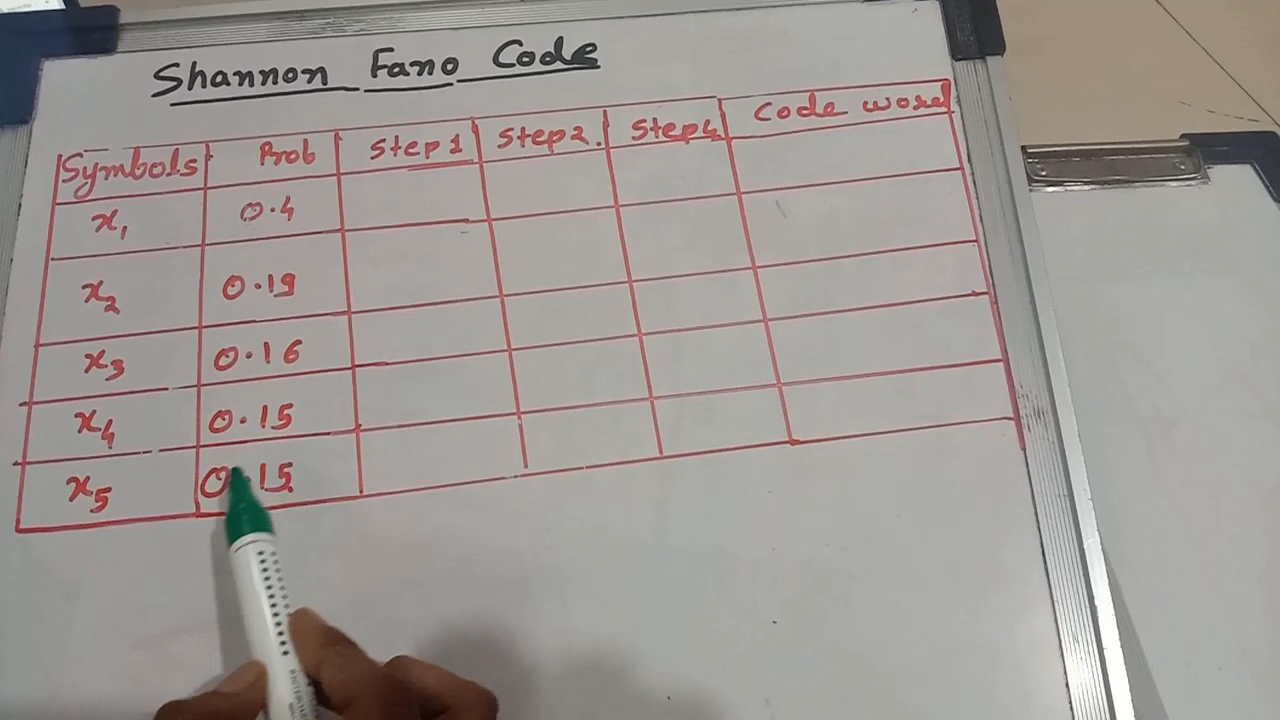 Shannon Fano Code
Symbols Prob Step 1 Step 2. Step 4 Code word
x1 0.4
x2 0.19
x3 0.16
x4 0.15
x5 0.15